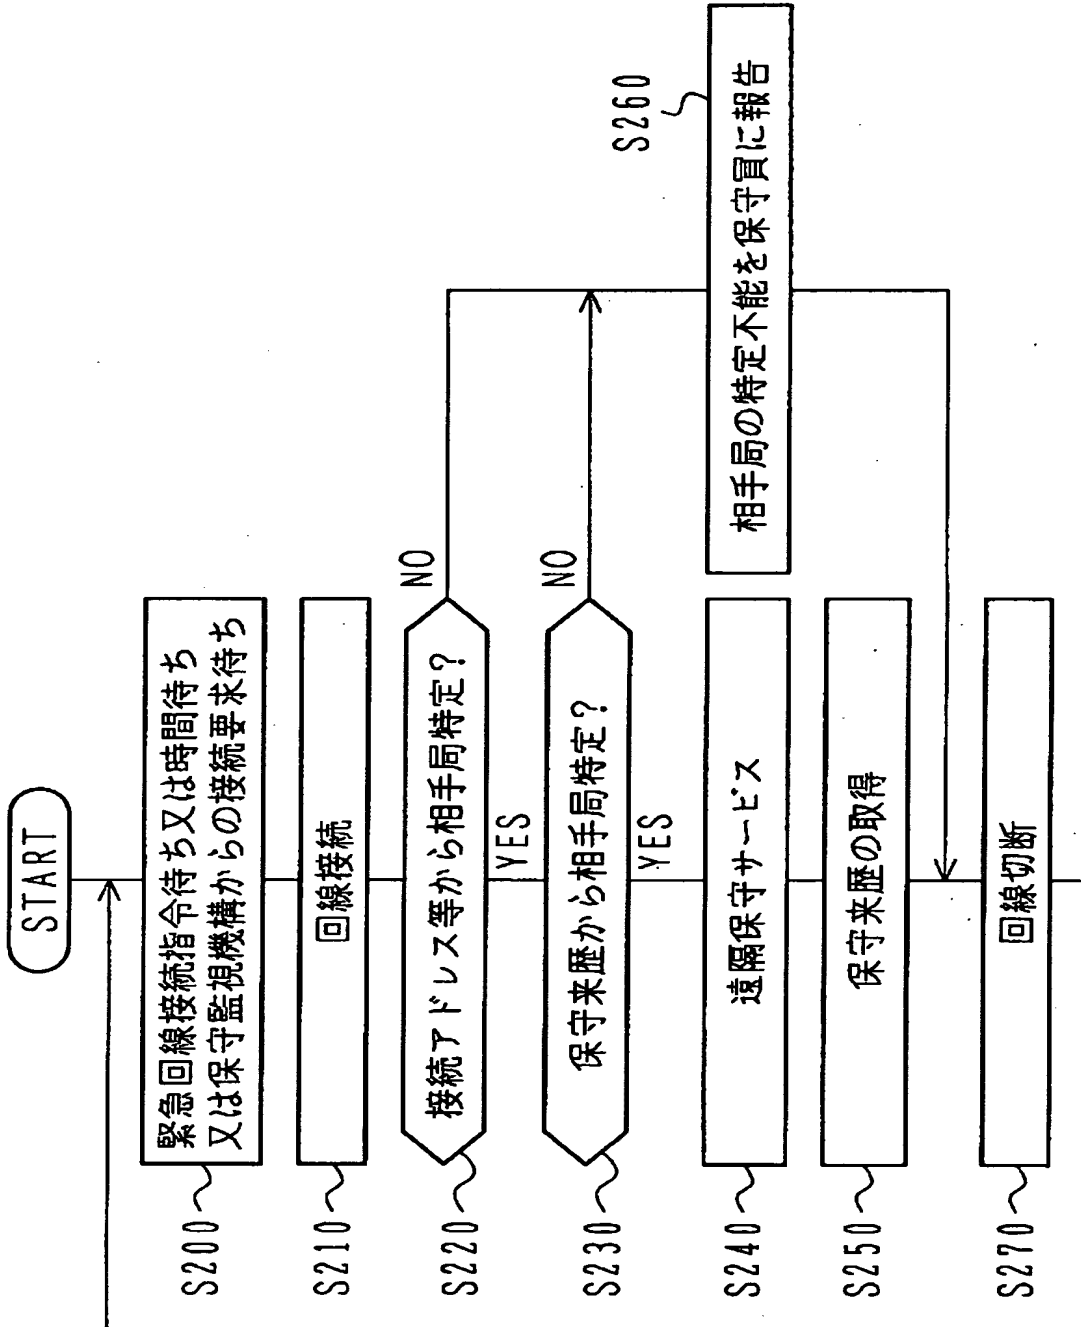 START
S200
緊急回線接続指令待ち又は時間待ち
又は保守監視機構からの接続要求待ち
S210
回線接続
S220
接続アドレス等から相手局特定?
NO
YES
S230
保守来歴から相手局特定?
NO
YES
S240
遠隔保守サービス
S250
保守来歴の取得
S260
相手局の特定不能を保守員に報告
S270
回線切断